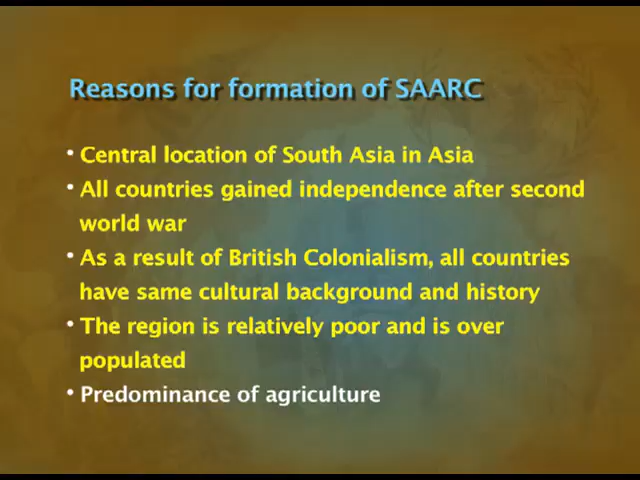 Reasons for formation of SAARC
• Central location of South Asia in Asia
• All countries gained independence after second
world war
• As a result of British Colonialism, all countries
have same cultural background and history
• The region is relatively poor and is over
populated
• Predominance of agriculture